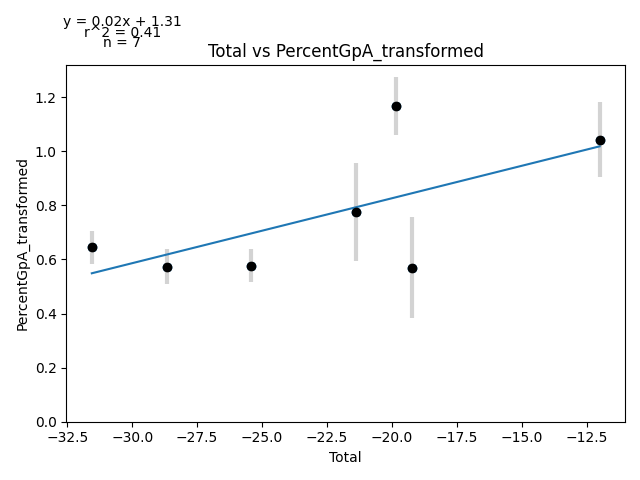 y = 0.02x + 1.31
r^2 = 0.41
n = 7
Total vs PercentGpA_transformed
PercentGpA_transformed
1.2
1.0
0.8
0.6
0.4
0.2
0.0
−32.5 −30.0 −27.5 −25.0 −22.5 −20.0 −17.5 −15.0 −12.5
Total